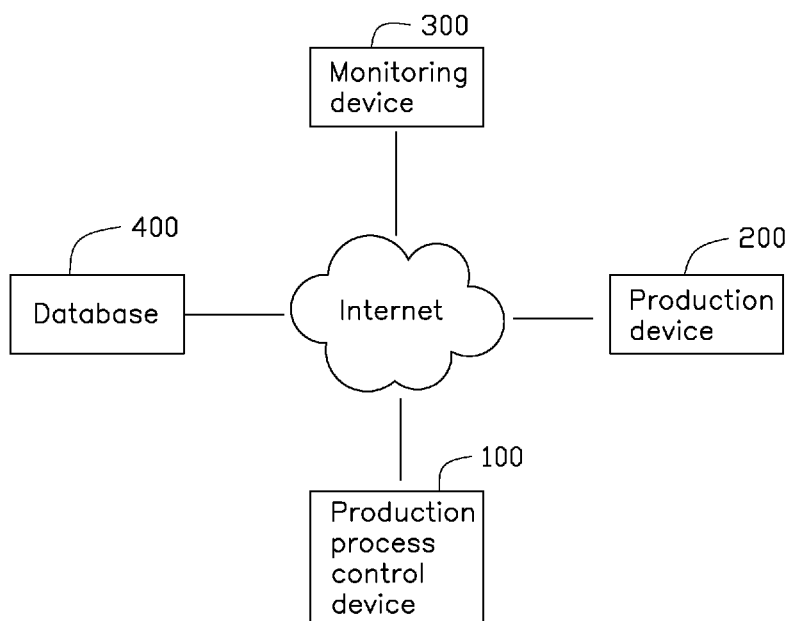 300
Monitoring
device
400
200
Database
Internet
Production
device
100
Production
process
control
device